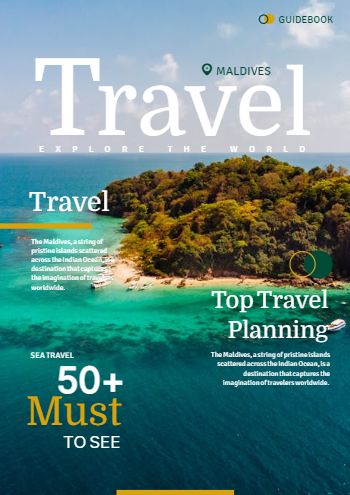 GUIDEBOOK
MALDIVES
Travel
EXPLORE THE WORLD
Travel
The Maldives, a string of
pristine islands scattered
across the Indian Ocean, is a
destination that captures
the imagination of travelers
worldwide.
Top Travel
Planning
The Maldives, a string of pristine islands
scattered across the Indian Ocean, is a
destination that captures the
imagination of travelers worldwide.
SEA TRAVEL
50+
Must
TO SEE